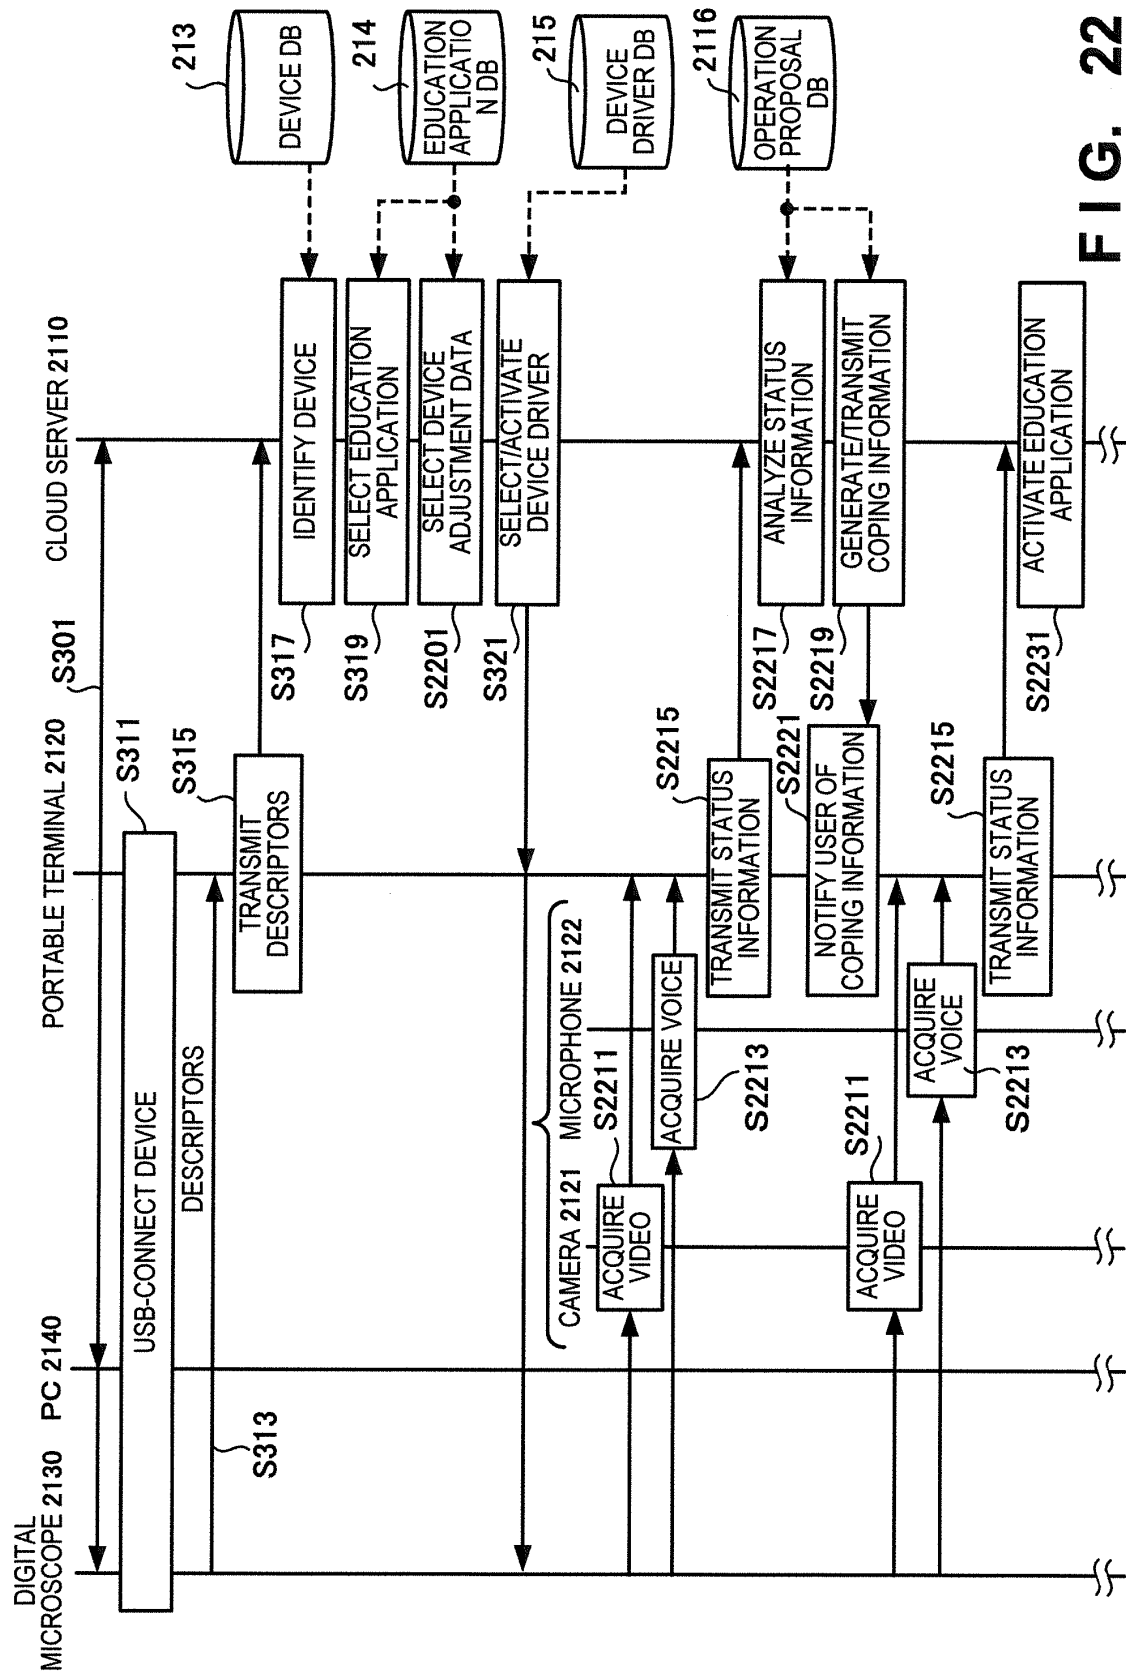 DIGITAL
MICROSCOPE 2130
PC 2140
PORTABLE TERMINAL 2120
CLOUD SERVER 2110
S301
USB-CONNECT DEVICE
S311
DESCRIPTORS
S313
TRANSMIT
DESCRIPTORS
S315
IDENTIFY DEVICE
S317
DEVICE DB
213
SELECT EDUCATION
APPLICATION
S319
SELECT DEVICE
ADJUSTMENT DATA
S2201
EDUCATION
APPLICATIO
N DB
214
SELECT/ACTIVATE
DEVICE DRIVER
S321
DEVICE
DRIVER DB
215
CAMERA 2121
MICROPHONE 2122
ACQUIRE
VIDEO
S2211
ACQUIRE VOICE
S2213
TRANSMIT STATUS
INFORMATION
S2215
ANALYZE STATUS
INFORMATION
S2217
OPERATION
PROPOSAL
DB
2116
GENERATE/TRANSMIT
COPING INFORMATION
S2219
NOTIFY USER OF
COPING INFORMATION
S2221
ACQUIRE
VIDEO
S2211
ACQUIRE
VOICE
S2213
TRANSMIT STATUS
INFORMATION
S2215
ACTIVATE EDUCATION
APPLICATION
S2231
FIG. 22